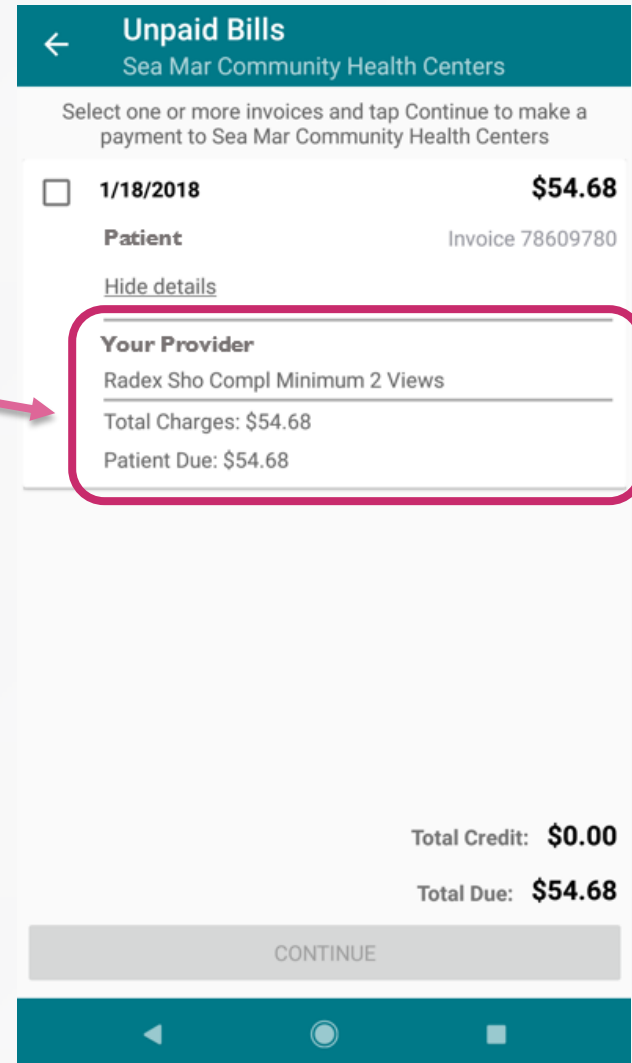 Unpaid Bills
Sea Mar Community Health Centers
Select one or more invoices and tap Continue to make a
payment to Sea Mar Community Health Centers
1/18/2018 $54.68
Patient Invoice 78609780
Hide details
Your Provider
Radex Sho Compl Minimum 2 Views
Total Charges: $54.68
Patient Due: $54.68
Total Credit: $0.00
Total Due: $54.68
CONTINUE